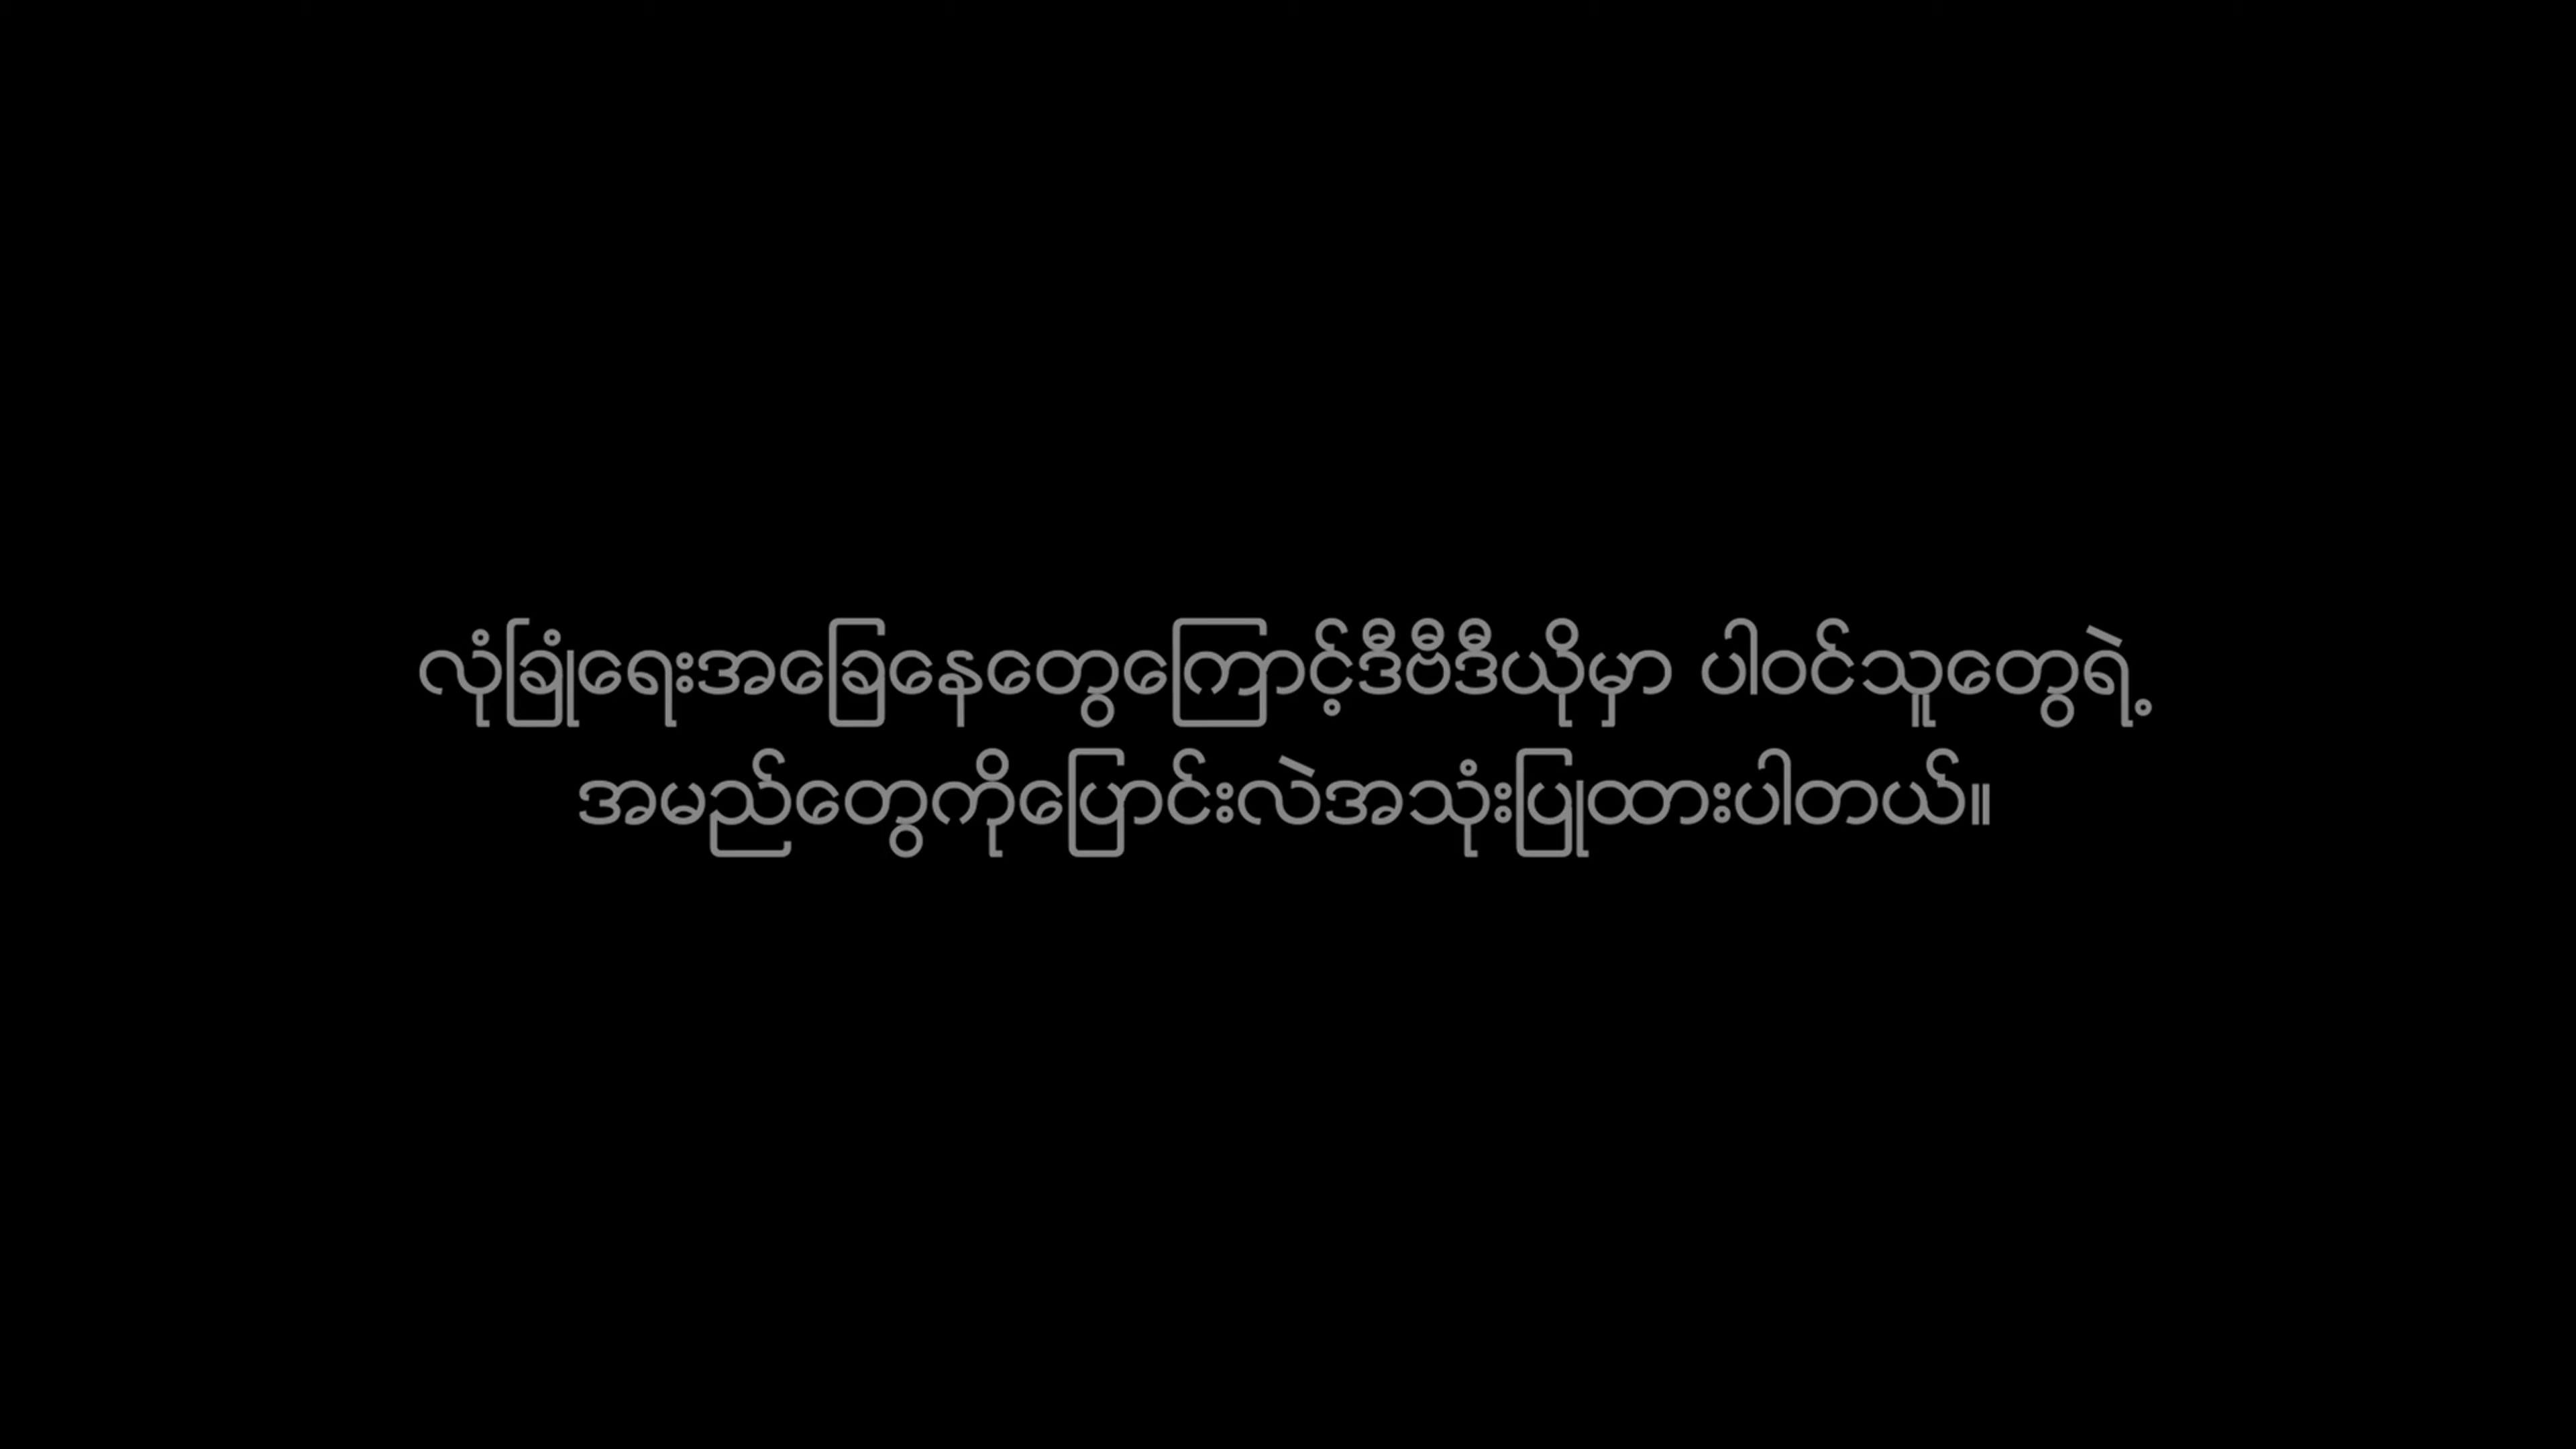 လုံခြုံရေးအခြေနေတွေကြောင့်ဒီဗီဒီယိုမှာ ပါဝင်သူတွေရဲ့
အမည်တွေကိုပြောင်းလဲအသုံးပြုထားပါတယ်။